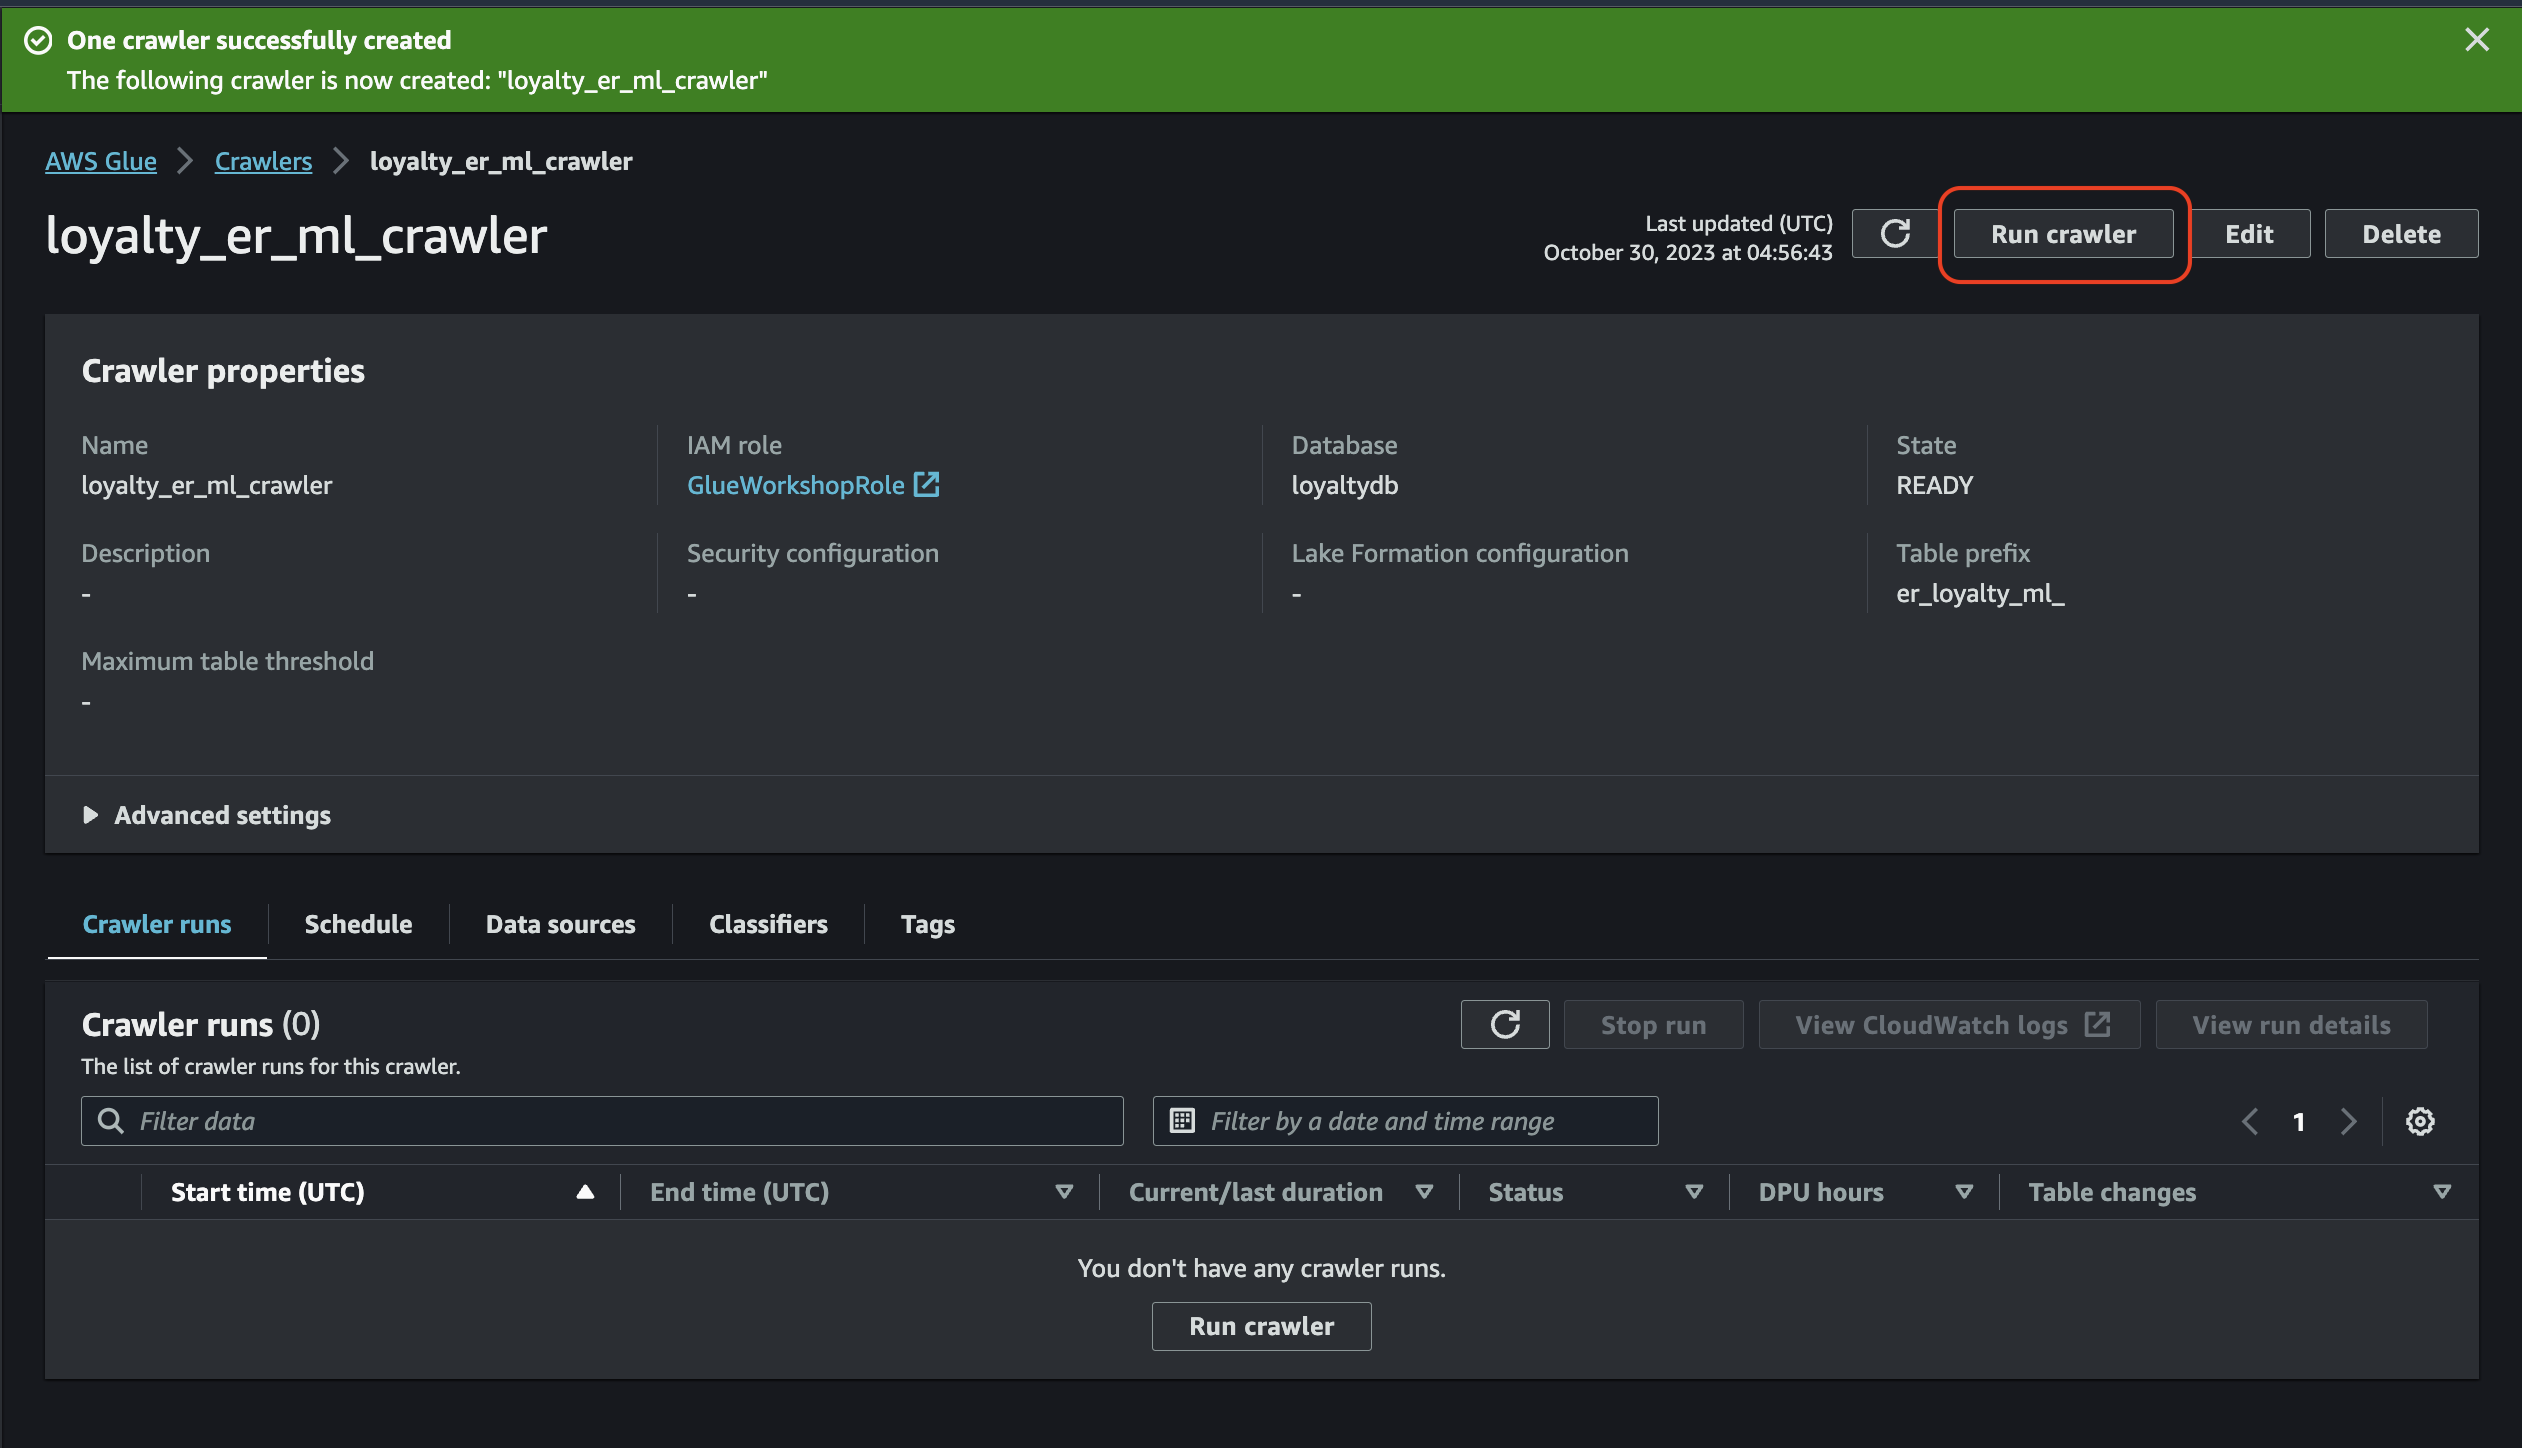 One crawler successfully created
The following crawler is now created: "loyalty_er_ml_crawler"
AWS Glue > Crawlers > loyalty_er_ml_crawler
loyalty_er_ml_crawler
Last updated (UTC)
October 30, 2023 at 04:56:43
Run crawler
Edit
Delete
Crawler properties
Name
loyalty_er_ml_crawler
IAM role
GlueWorkshopRole
Database
loyaltydb
State
READY
Description
-
Security configuration
-
Lake Formation configuration
-
Table prefix
er_loyalty_ml_
Maximum table threshold
-
Advanced settings
Crawler runs
Schedule
Data sources
Classifiers
Tags
Crawler runs (0)
The list of crawler runs for this crawler.
Stop run
View CloudWatch logs
View run details
Filter data
Filter by a date and time range
1
Start time (UTC)
End time (UTC)
Current/last duration
Status
DPU hours
Table changes
You don't have any crawler runs.
Run crawler